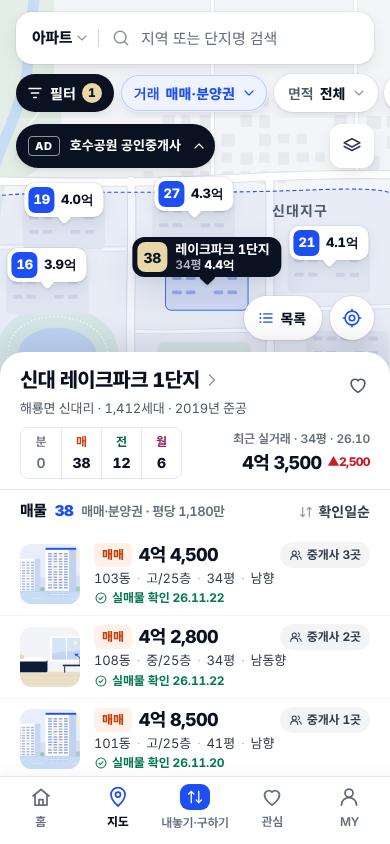 아파트 지역 또는 단지명 검색
필터 1 거래 매매·분양권 면적 전체
AD 호수공원 공인중개사
19 4.0억
27 4.3억
신대지구
21 4.1억
38 레이크파크 1단지
34평 4.4억
16 3.9억
목록
신대 레이크파크 1단지
해룡면 신대리 · 1,412세대 · 2019년 준공
분 매 전 월
0 38 12 6
최근 실거래 · 34평 · 26.10
4억 3,500 ▲2,500
매물 38 매매·분양권 · 평당 1,180만 확인일순
매매 4억 4,500 중개사 3곳
103동 · 고/25층 · 34평 · 남향
실매물 확인 26.11.22
매매 4억 2,800 중개사 2곳
108동 · 중/25층 · 34평 · 남동향
실매물 확인 26.11.22
매매 4억 8,500 중개사 1곳
101동 · 고/25층 · 41평 · 남향
실매물 확인 26.11.20
홈 지도 내놓기·구하기 관심 MY